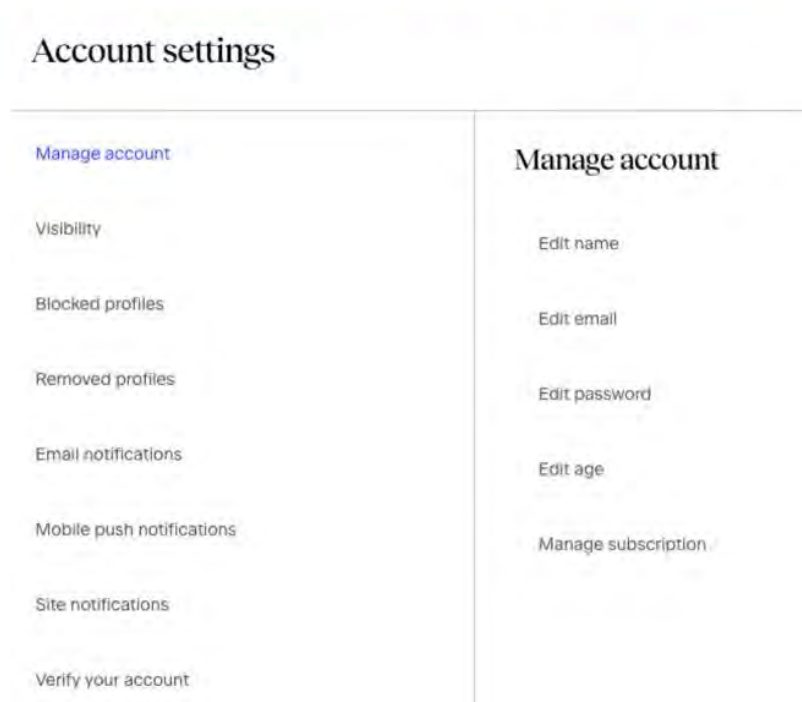 Account settings
Manage account
Visibility
Blocked profiles
Removed profiles
Email notifications
Mobile push notifications
Site notifications
Verify your account
Manage account
Edit name
Edit email
Edit password
Edit age
Manage subscription